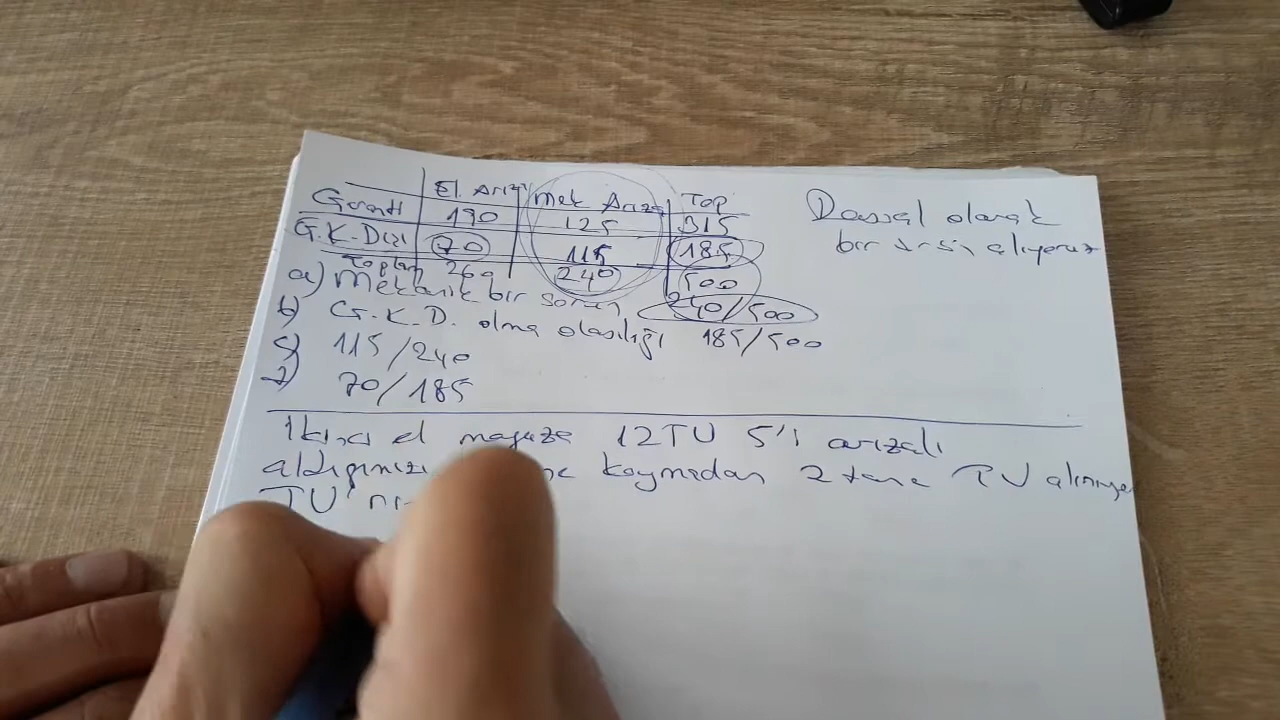 El. Arıza Mek Arıza Top
Garanti 190 125 315
G.K.Dışı 70 115 185
Toplam 260 240 500
Rassal olarak
bir ürün alıyoruz
a) Mekanik bir sorun 240/500
b) G.K.D. olma olasılığı 185/500
c) 115/240
d) 70/185
İkinci el mağaza 12TV 5'i arızalı
aldığınızı koymadan 2 tane TV alınıyor
TV'nin